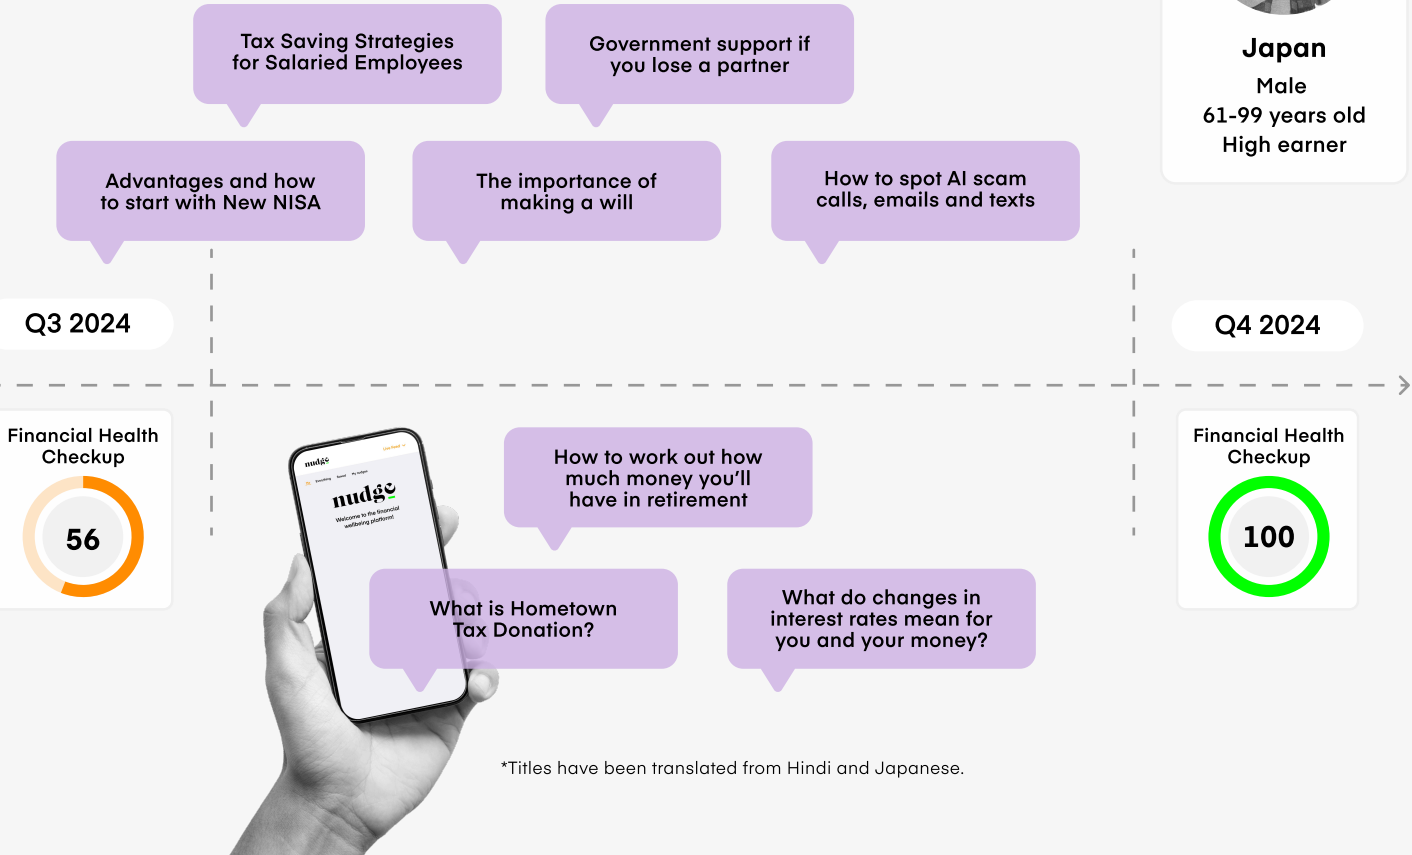 Tax Saving Strategies
for Salaried Employees
Government support if
you lose a partner
Japan
Male
61-99 years old
High earner
Advantages and how
to start with New NISA
The importance of
making a will
How to spot AI scam
calls, emails and texts
Q3 2024
Q4 2024
Financial Health
Checkup
56
nudge
nudge
Welcome to the financial
wellbeing platform!
How to work out how
much money you'll
have in retirement
What is Hometown
Tax Donation?
What do changes in
interest rates mean for
you and your money?
Financial Health
Checkup
100
*Titles have been translated from Hindi and Japanese.